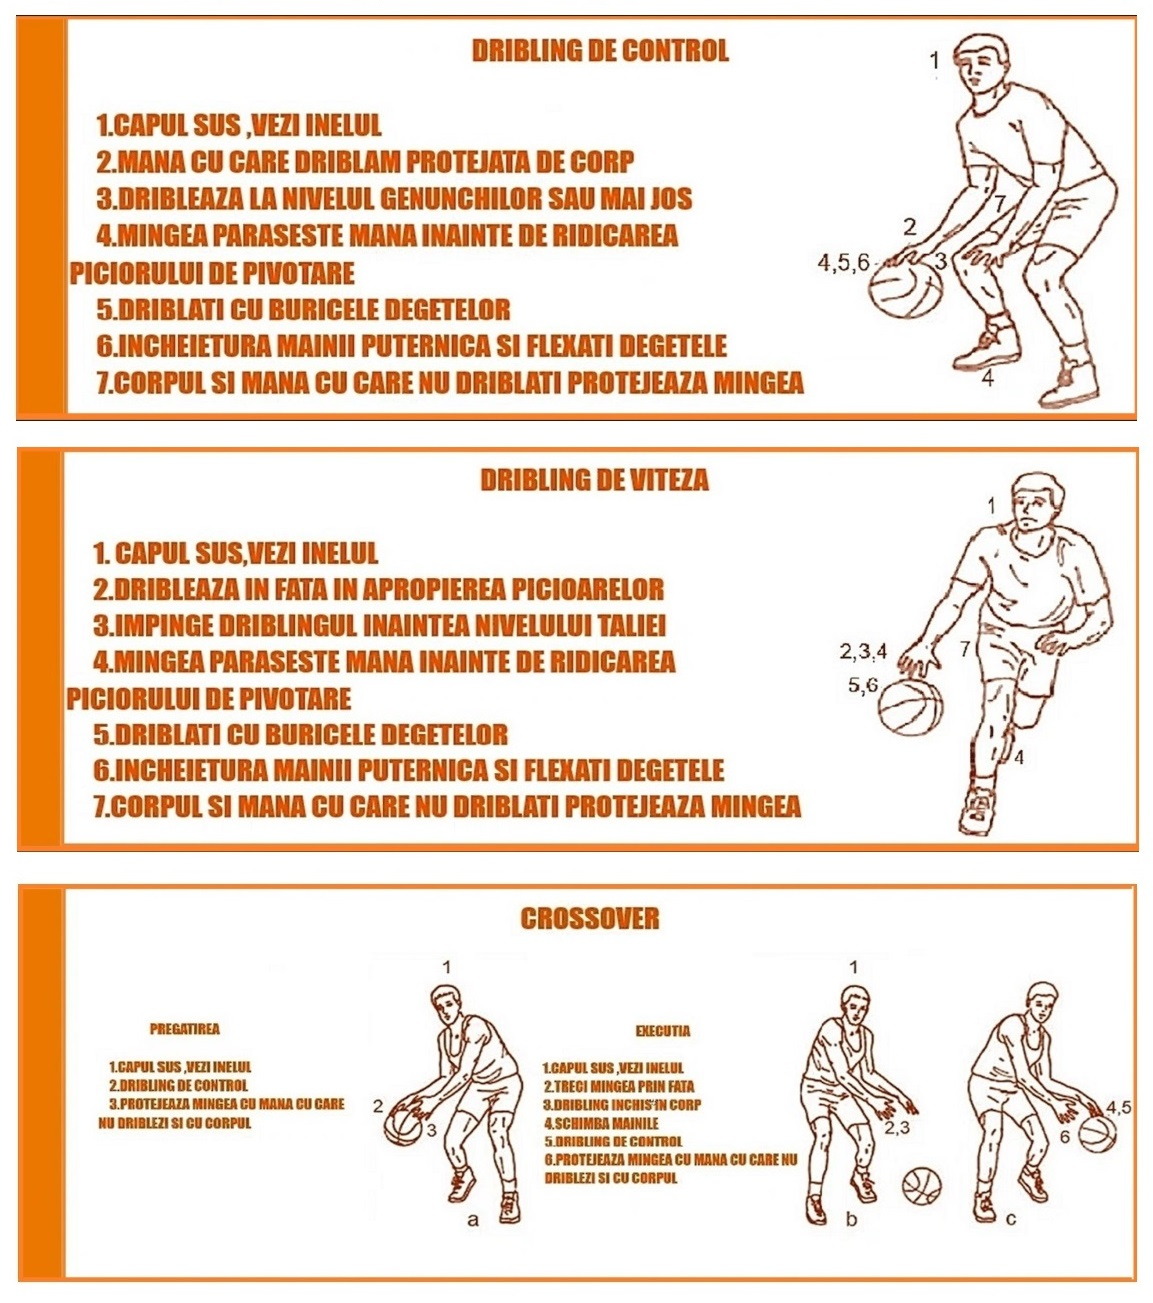 DRIBLING DE CONTROL
1
1.CAPUL SUS ,VEZI INELUL
2.MANA CU CARE DRIBLAM PROTEJATA DE CORP
3.DRIBLEAZA LA NIVELUL GENUNCHILOR SAU MAI JOS
4.MINGEA PARASESTE MANA INAINTE DE RIDICAREA
PICIORULUI DE PIVOTARE
5.DRIBLATI CU BURICELE DEGETELOR
6.INCHEIETURA MAINII PUTERNICA SI FLEXATI DEGETELE
7.CORPUL SI MANA CU CARE NU DRIBLATI PROTEJEAZA MINGEA
7
2
4,5,6
3
4
DRIBLING DE VITEZA
1
1. CAPUL SUS,VEZI INELUL
2.DRIBLEAZA IN FATA IN APROPIEREA PICIOARELOR
3.IMPINGE DRIBLINGUL INAINTEA NIVELULUI TALIEI
4.MINGEA PARASESTE MANA INAINTE DE RIDICAREA
PICIORULUI DE PIVOTARE
5.DRIBLATI CU BURICELE DEGETELOR
6.INCHEIETURA MAINII PUTERNICA SI FLEXATI DEGETELE
7.CORPUL SI MANA CU CARE NU DRIBLATI PROTEJEAZA MINGEA
2,3,4
7
5,6
4
CROSSOVER
PREGATIREA
1.CAPUL SUS ,VEZI INELUL
2.DRIBLING DE CONTROL
3.PROTEJEAZA MINGEA CU MANA CU CARE
NU DRIBLEZI SI CU CORPUL
1
2
3
a
EXECUTIA
1.CAPUL SUS ,VEZI INELUL
2.TRECI MINGEA PRIN FATA
3.DRIBLING INCHIS'IN CORP
4.SCHIMBA MAINILE
5.DRIBLING DE CONTROL
6.PROTEJEAZA MINGEA CU MANA CU CARE NU
DRIBLEZI SI CU CORPUL
1
2,3
b
4,5
6
c